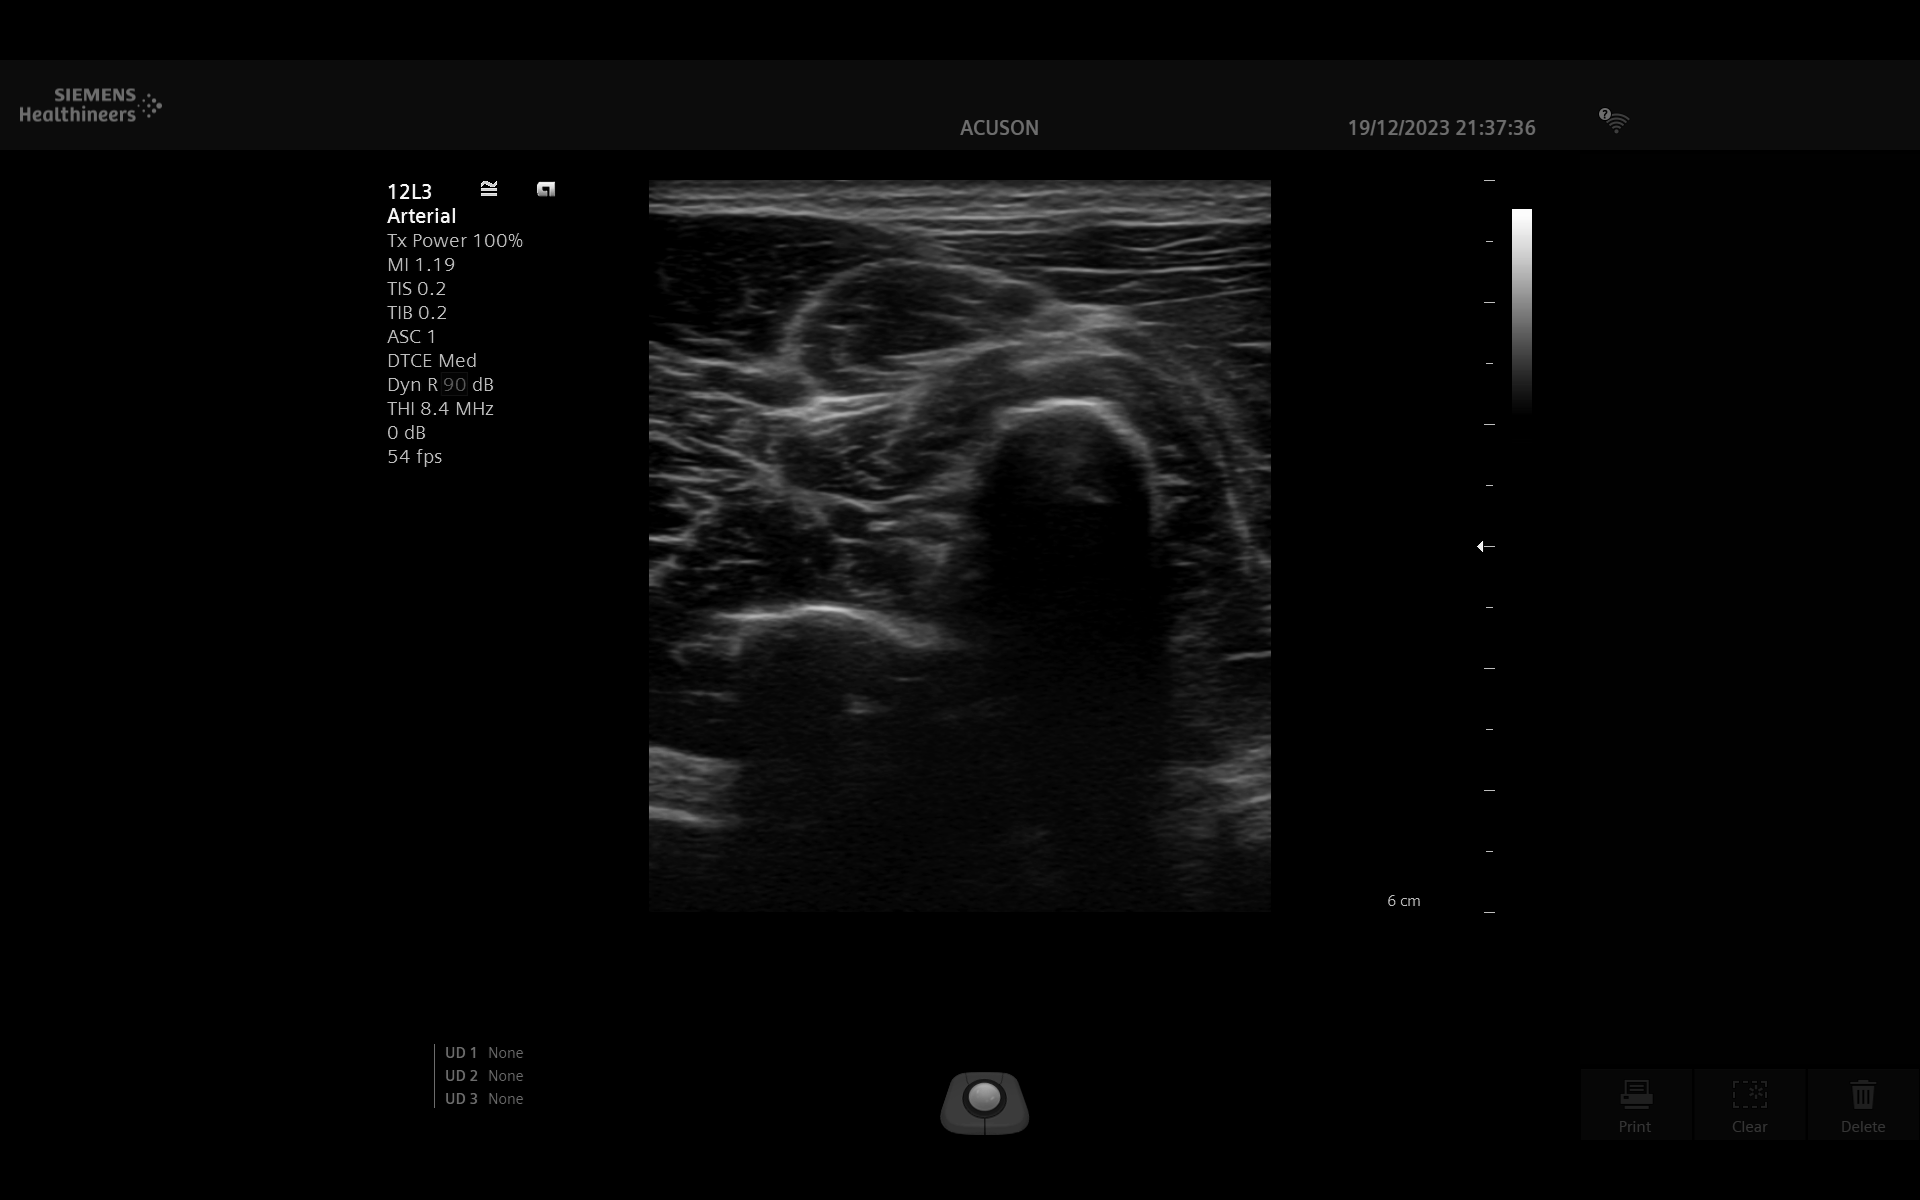 SIEMENS
Healthineers
ACUSON
19/12/2023 21:37:36
12L3
Arterial
Tx Power 100%
MI 1.19
TIS 0.2
TIB 0.2
ASC 1
DTCE Med
Dyn R 90 dB
THI 8.4 MHz
0 dB
54 fps
6 cm
UD 1 None
UD 2 None
UD 3 None
Print
Clear
Delete